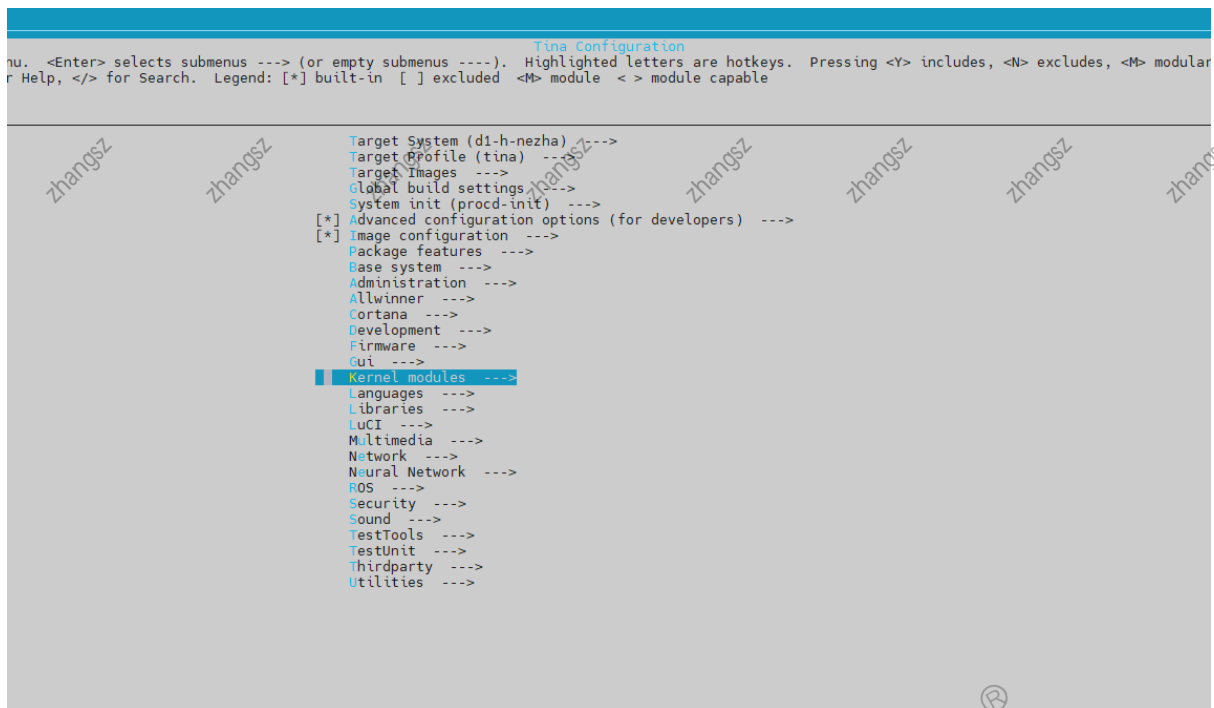 Tina Configuration
nu.  <Enter> selects submenus ---> (or empty submenus ----).  Highlighted letters are hotkeys.  Pressing <Y> includes, <N> excludes, <M> modular
r Help, </> for Search.  Legend: [*] built-in  [ ] excluded  <M> module  < > module capable
Target System (d1-h-nezha)  --->
Target Profile (tina)  --->
Target Images  --->
Global build settings  --->
System init (procd-init)  --->
[*] Advanced configuration options (for developers)  --->
[*] Image configuration  --->
Package features  --->
Base system  --->
Administration  --->
Allwinner  --->
Cortana  --->
Development  --->
Firmware  --->
Gui  --->
Kernel modules  --->
Languages  --->
Libraries  --->
LuCI  --->
Multimedia  --->
Network  --->
Neural Network  --->
ROS  --->
Security  --->
Sound  --->
TestTools  --->
TestUnit  --->
Thirdparty  --->
Utilities  --->
zhangsz zhangsz zhangsz zhangsz zhangsz zhangsz zhangsz zhang
®